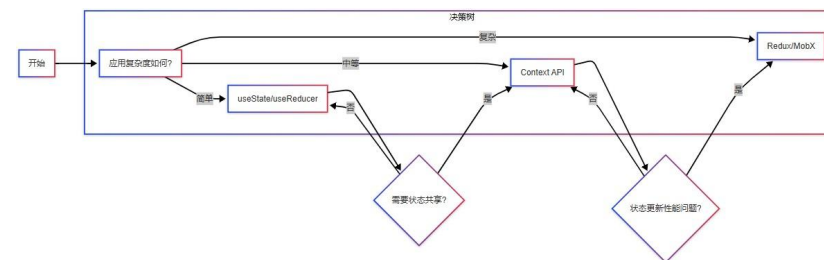 决策树
开始
应用复杂度如何?
复杂
Redux/MobX
中等
Context API
简单
useState/useReducer
否
是
否
是
需要状态共享?
状态更新性能问题?